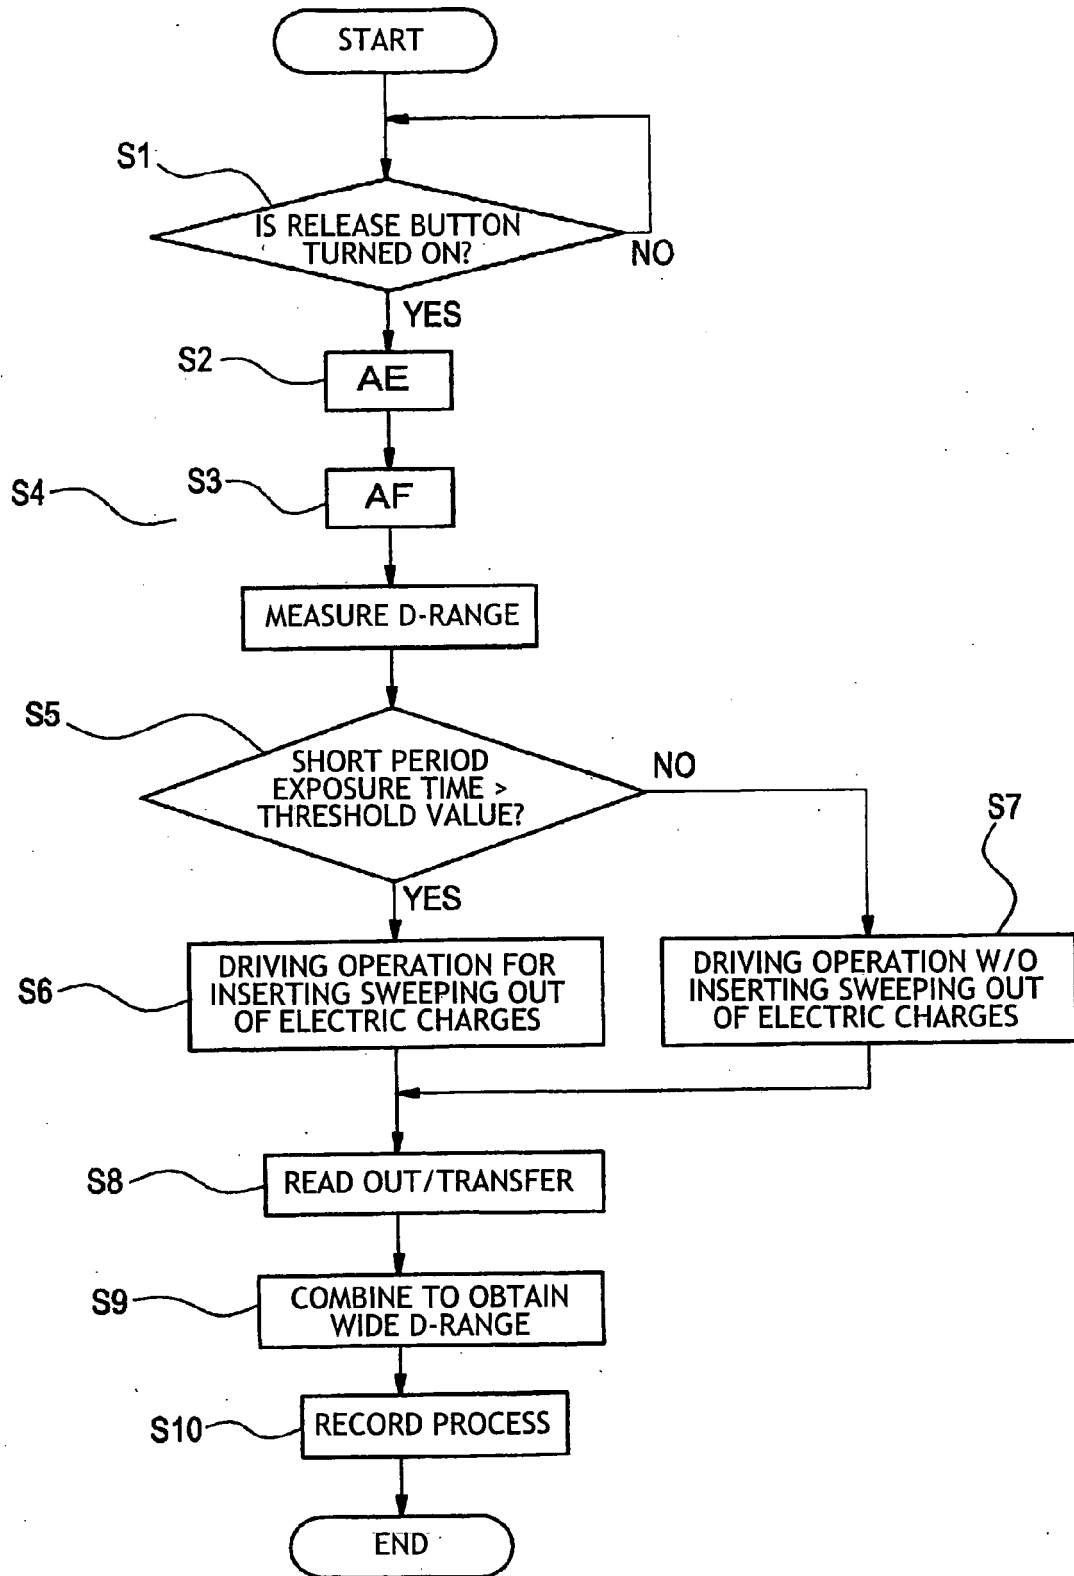 START
S1
IS RELEASE BUTTON
TURNED ON?
NO
YES
S2
AE
S4
S3
AF
MEASURE D-RANGE
S5
SHORT PERIOD
EXPOSURE TIME >
THRESHOLD VALUE?
NO
YES
S7
S6
DRIVING OPERATION FOR
INSERTING SWEEPING OUT
OF ELECTRIC CHARGES
DRIVING OPERATION W/O
INSERTING SWEEPING OUT
OF ELECTRIC CHARGES
S8
READ OUT/TRANSFER
S9
COMBINE TO OBTAIN
WIDE D-RANGE
S10
RECORD PROCESS
END